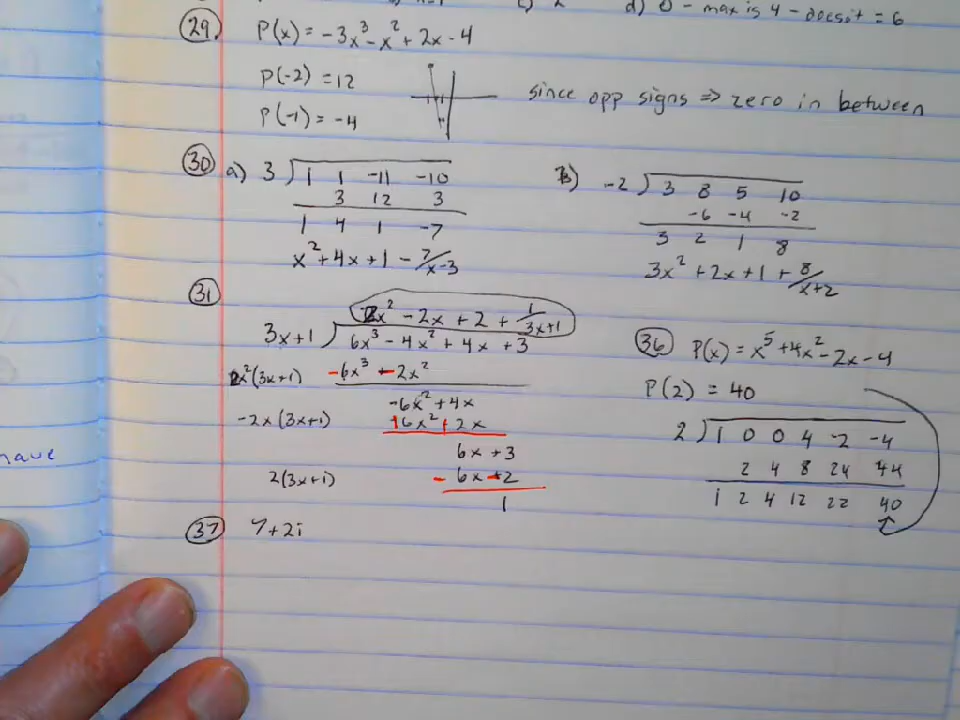 d) 0 - max is 4 - doesn't = 6
(29) P(x) = -3x³ - x² + 2x - 4
P(-2) = 12
P(-1) = -4
since opp signs ⇒ zero in between
(30) a) 3 ) 1 1 -11 -10
3 12 3
1 4 1 -7
x² + 4x + 1 - 7/x-3
b) -2 ) 3 8 5 10
-6 -4 -2
3 2 1 8
3x² + 2x + 1 + 8/x+2
(31) 2x² - 2x + 2 + 1/3x+1
3x+1 ) 6x³ - 4x² + 4x + 3
2x²(3x+1) -6x³ - 2x²
-6x² + 4x
-2x(3x+1) +6x² + 2x
6x + 3
2(3x+1) - 6x - 2
1
(36) P(x) = x⁵ + 4x² - 2x - 4
P(2) = 40
2 ) 1 0 0 4 -2 -4
2 4 8 24 44
1 2 4 12 22 40
have
(37) 7+2i